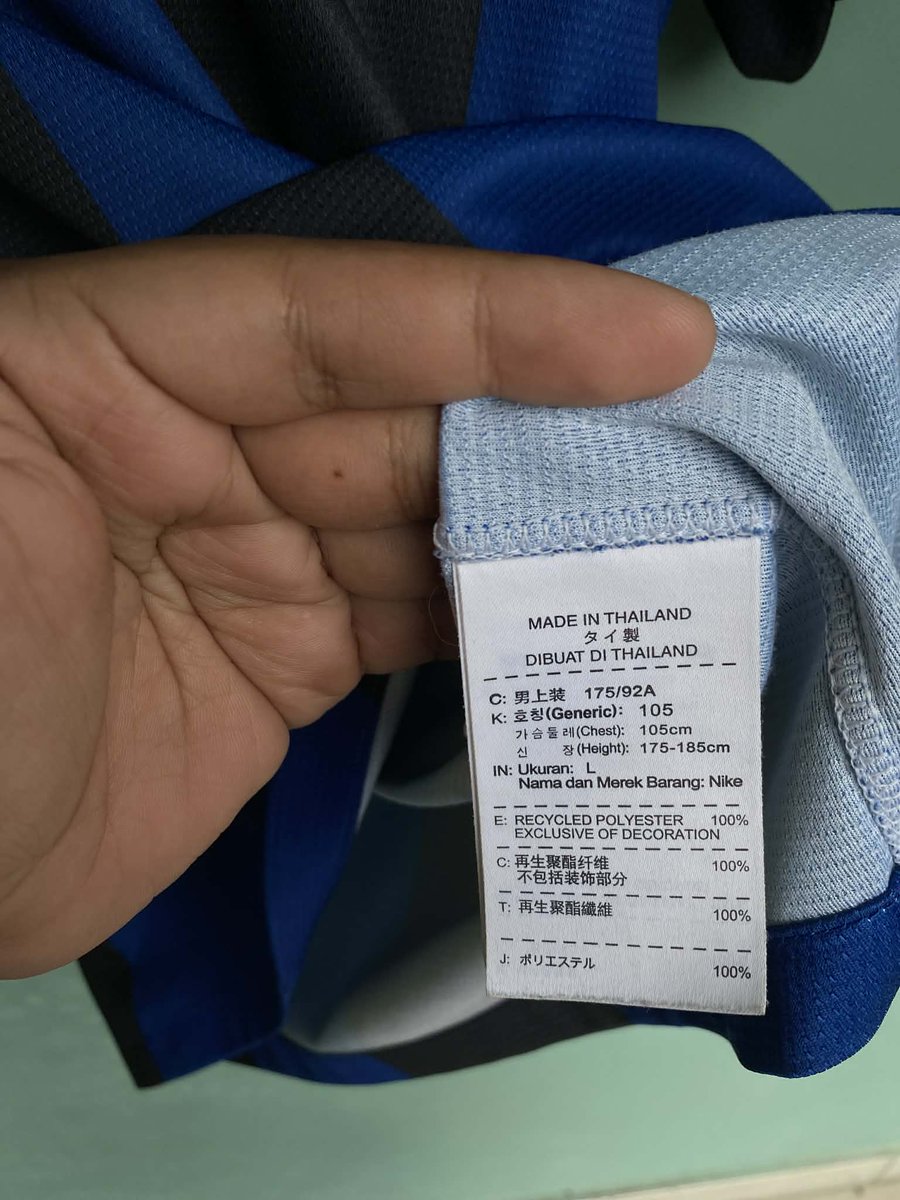 MADE IN THAILAND
タイ製
DIBUAT DI THAILAND
C: 男上装 175/92A
K: 호칭(Generic): 105
가슴둘레(Chest): 105cm
신 장(Height): 175-185cm
IN: Ukuran: L
Nama dan Merek Barang: Nike
E: RECYCLED POLYESTER 100%
EXCLUSIVE OF DECORATION
C: 再生聚酯纤维 100%
不包括装饰部分
T: 再生聚酯纖維 100%
J: ポリエステル 100%